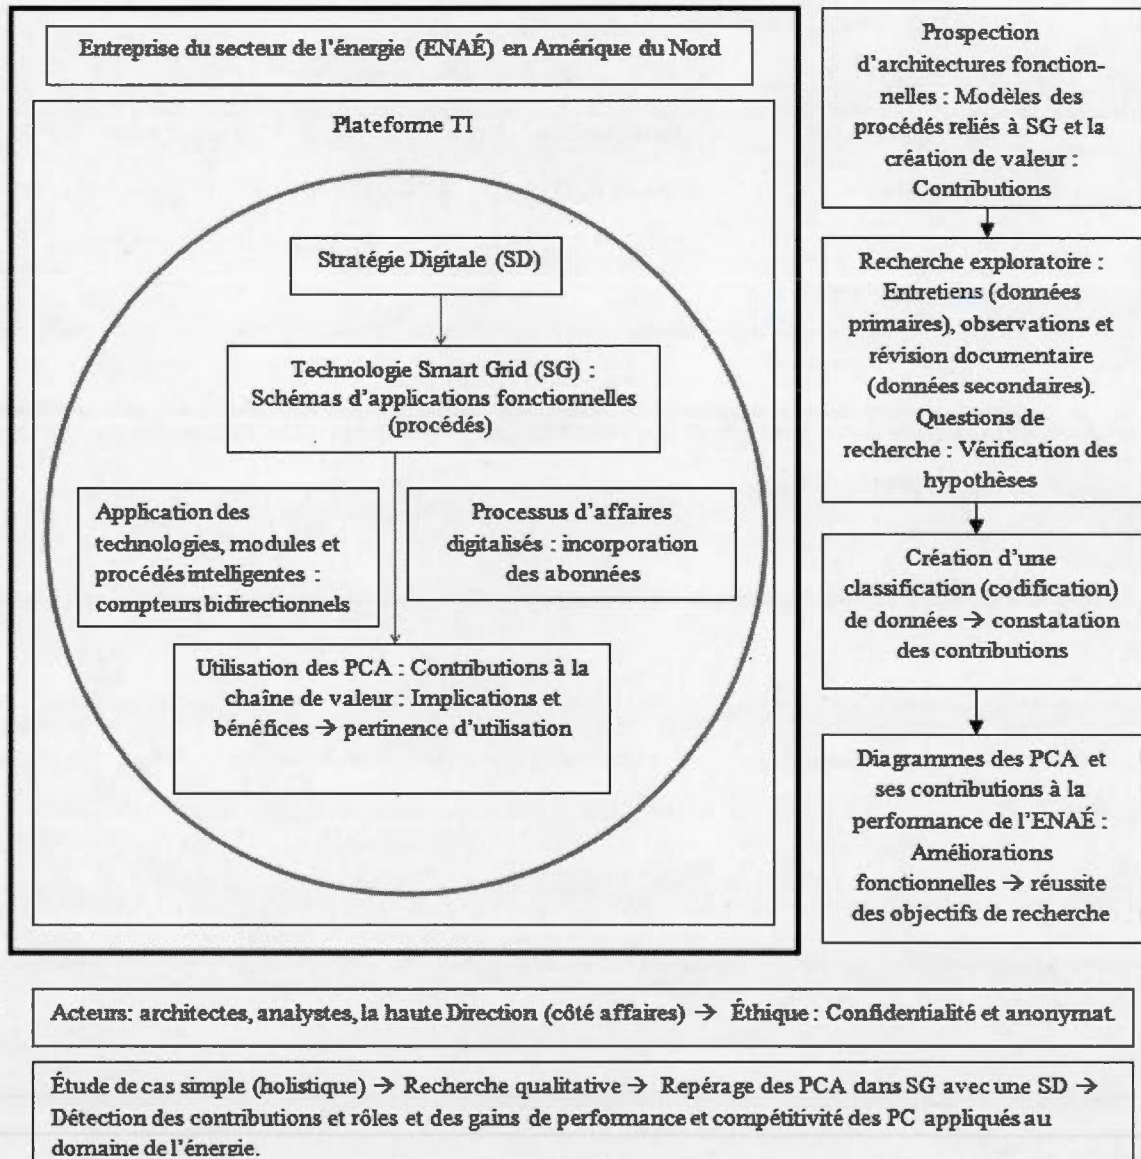 Entreprise du secteur de l'énergie (ENAÉ) en Amérique du Nord
Plateforme TI
Stratégie Digitale (SD)
Technologie Smart Grid (SG) :
Schémas d'applications fonctionnelles
(procédés)
Application des
technologies, modules et
procédés intelligentes :
compteurs bidirectionnels
Processus d'affaires
digitalisés : incorporation
des abonnées
Utilisation des PCA : Contributions à la
chaîne de valeur : Implications et
bénéfices → pertinence d'utilisation
Prospection
d'architectures fonction-
nelles : Modèles des
procédés reliés à SG et la
création de valeur :
Contributions
Recherche exploratoire :
Entretiens (données
primaires), observations et
révision documentaire
(données secondaires).
Questions de
recherche : Vérification des
hypothèses
Création d'une
classification (codification)
de données → constatation
des contributions
Diagrammes des PCA et
ses contributions à la
performance de l'ENAÉ :
Améliorations
fonctionnelles → réussite
des objectifs de recherche
Acteurs: architectes, analystes, la haute Direction (côté affaires) → Éthique : Confidentialité et anonymat.
Étude de cas simple (holistique) → Recherche qualitative → Repérage des PCA dans SG avec une SD →
Détection des contributions et rôles et des gains de performance et compétitivité des PC appliqués au
domaine de l'énergie.